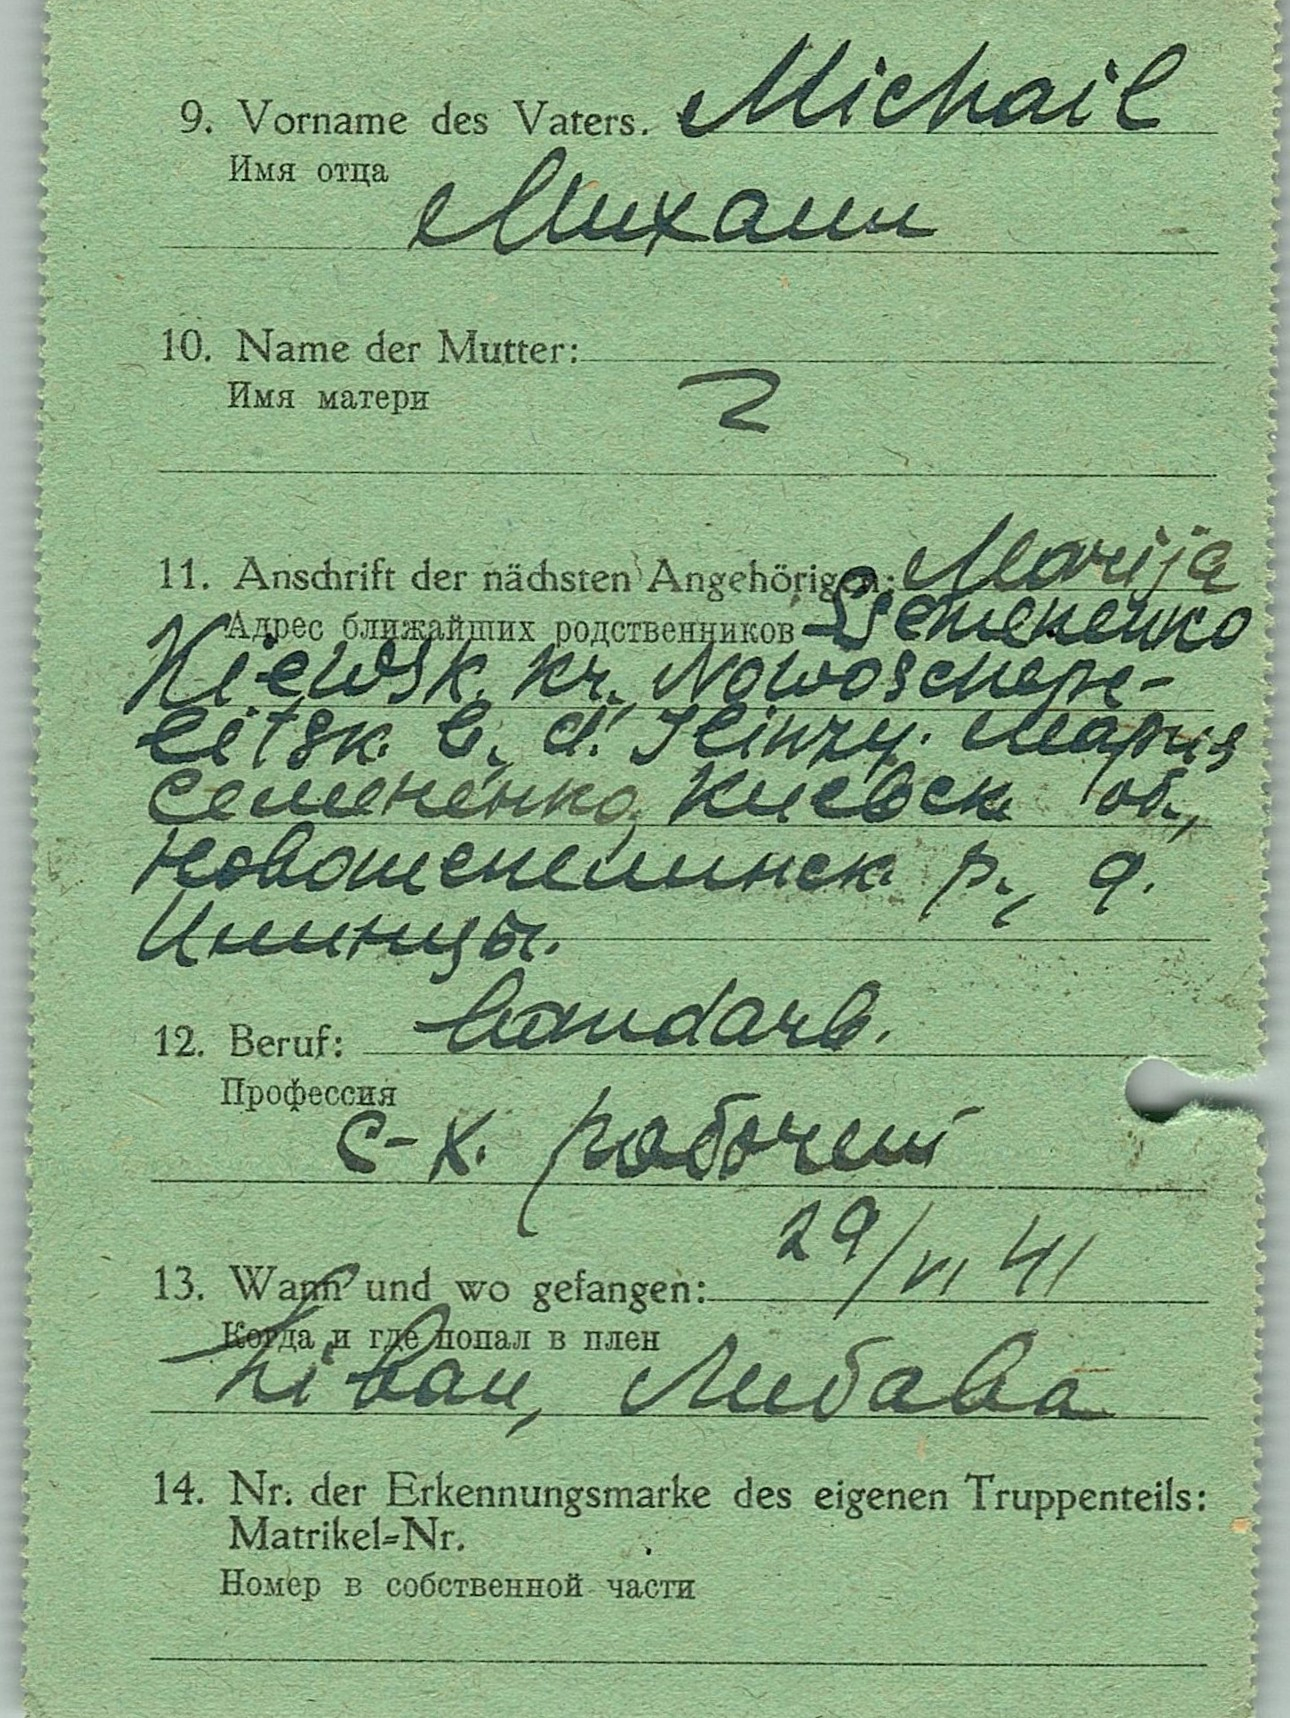 9. Vorname des Vaters. Michail
Имя отца
Михаил
10. Name der Mutter:
Имя матери
11. Anschrift der nächsten Angehörigen: Marija
Адрес ближайших родственников Semenenko
Kiewsk. kr. Nowoschepe-
litsk b. d. Ilinzy. Мария
Семененко, Киевск. об.,
Новошепелинск р., д.
Илинцы.
12. Beruf: Landarb.
Профессия
с-х. рабочий
29/VI 41
13. Wann und wo gefangen:
Когда и где попал в плен
Libau, Либава
14. Nr. der Erkennungsmarke des eigenen Truppenteils:
Matrikel-Nr.
Номер в собственной части